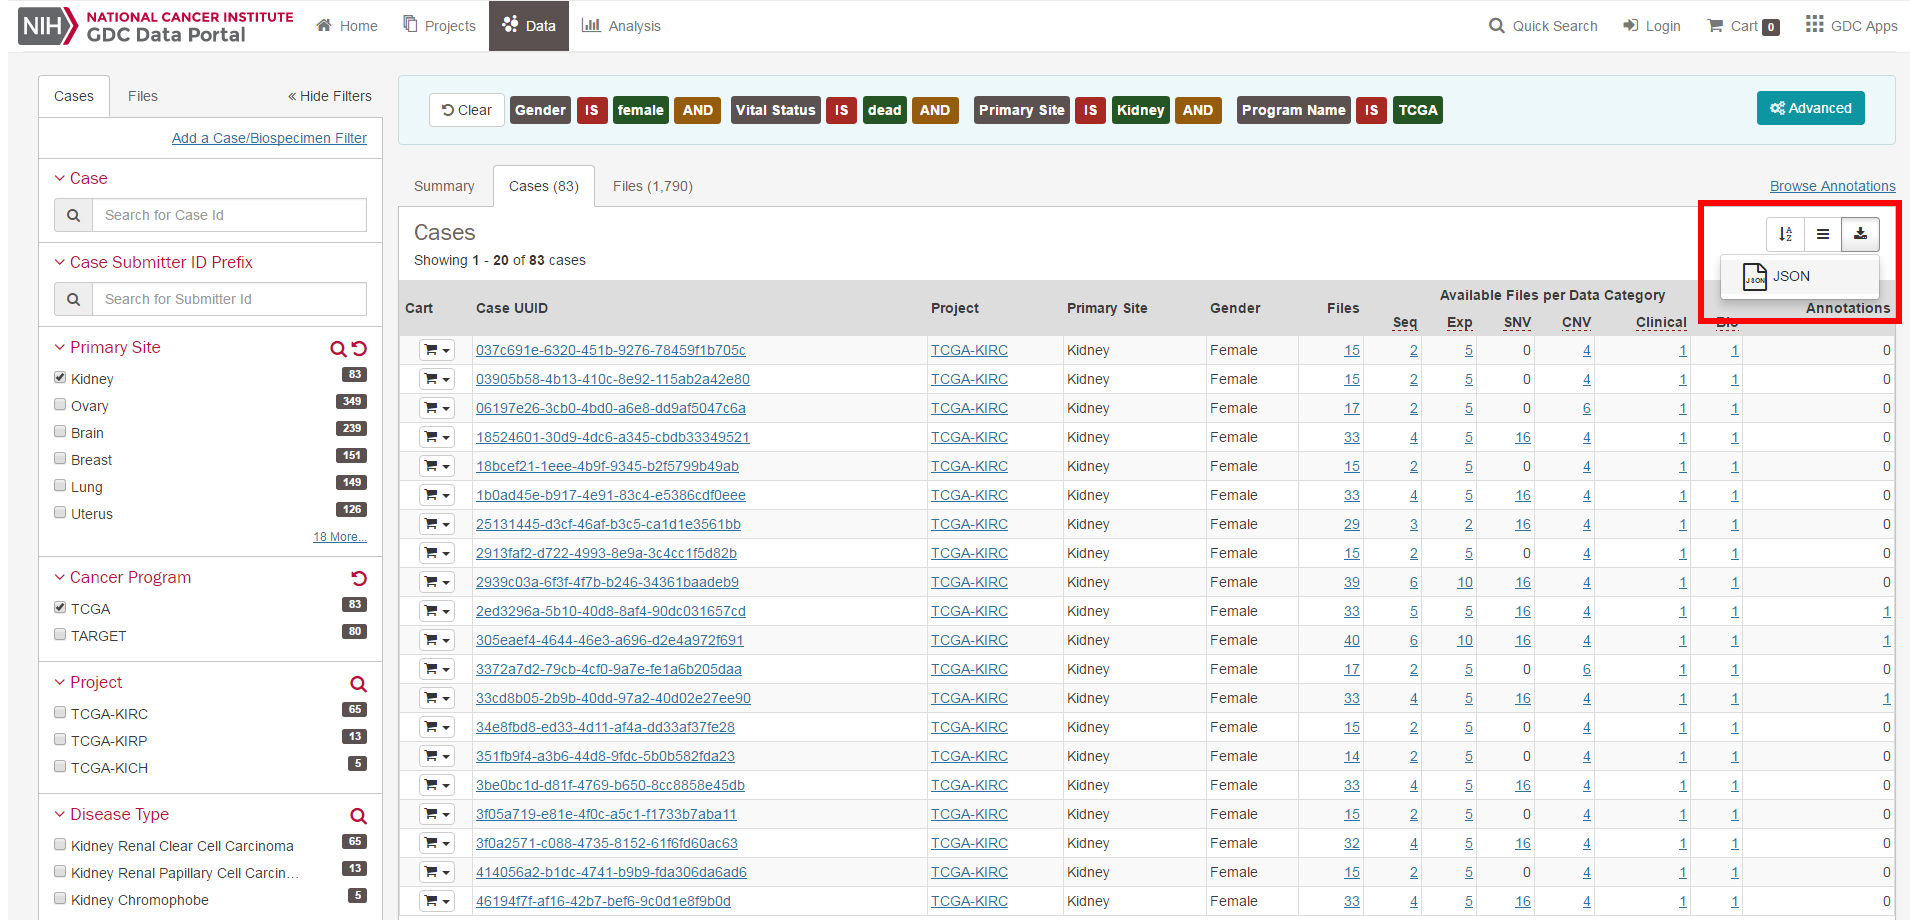 NIH NATIONAL CANCER INSTITUTE
GDC Data Portal
Home Projects Data Analysis
Quick Search Login Cart 0 GDC Apps
Cases Files « Hide Filters
Add a Case/Biospecimen Filter
Case
Search for Case Id
Case Submitter ID Prefix
Search for Submitter Id
Primary Site
Kidney 83
Ovary 349
Brain 239
Breast 151
Lung 149
Uterus 126
18 More...
Cancer Program
TCGA 83
TARGET 80
Project
TCGA-KIRC 65
TCGA-KIRP 13
TCGA-KICH 5
Disease Type
Kidney Renal Clear Cell Carcinoma 65
Kidney Renal Papillary Cell Carcin... 13
Kidney Chromophobe 5
Clear Gender IS female AND Vital Status IS dead AND Primary Site IS Kidney AND Program Name IS TCGA
Advanced
Summary Cases (83) Files (1,790)
Browse Annotations
Cases
Showing 1 - 20 of 83 cases
JSON JSON
Cart Case UUID Project Primary Site Gender Files Available Files per Data Category Annotations
Seq Exp SNV CNV Clinical Bio
037c691e-6320-451b-9276-78459f1b705c TCGA-KIRC Kidney Female 15 2 5 0 4 1 1 0
03905b58-4b13-410c-8e92-115ab2a42e80 TCGA-KIRC Kidney Female 15 2 5 0 4 1 1 0
06197e26-3cb0-4bd0-a6e8-dd9af5047c6a TCGA-KIRC Kidney Female 17 2 5 0 6 1 1 0
18524601-30d9-4dc6-a345-cbdb33349521 TCGA-KIRC Kidney Female 33 4 5 16 4 1 1 0
18bcef21-1eee-4b9f-9345-b2f5799b49ab TCGA-KIRC Kidney Female 15 2 5 0 4 1 1 0
1b0ad45e-b917-4e91-83c4-e5386cdf0eee TCGA-KIRC Kidney Female 33 4 5 16 4 1 1 0
25131445-d3cf-46af-b3c5-ca1d1e3561bb TCGA-KIRC Kidney Female 29 3 2 16 4 1 1 0
2913faf2-d722-4993-8e9a-3c4cc1f5d82b TCGA-KIRC Kidney Female 15 2 5 0 4 1 1 0
2939c03a-6f3f-4f7b-b246-34361baadeb9 TCGA-KIRC Kidney Female 39 6 10 16 4 1 1 0
2ed3296a-5b10-40d8-8af4-90dc031657cd TCGA-KIRC Kidney Female 33 5 5 16 4 1 1 1
305eaef4-4644-46e3-a696-d2e4a972f691 TCGA-KIRC Kidney Female 40 6 10 16 4 1 1 1
3372a7d2-79cb-4cf0-9a7e-fe1a6b205daa TCGA-KIRC Kidney Female 17 2 5 0 6 1 1 0
33cd8b05-2b9b-40dd-97a2-40d02e27ee90 TCGA-KIRC Kidney Female 33 4 5 16 4 1 1 1
34e8fbd8-ed33-4d11-af4a-dd33af37fe28 TCGA-KIRC Kidney Female 15 2 5 0 4 1 1 0
351fb9f4-a3b6-44d8-9fdc-5b0b582fda23 TCGA-KIRC Kidney Female 14 2 5 0 4 1 1 0
3be0bc1d-d81f-4769-b650-8cc8858e45db TCGA-KIRC Kidney Female 33 4 5 16 4 1 1 0
3f05a719-e81e-4f0c-a5c1-f1733b7aba11 TCGA-KIRC Kidney Female 15 2 5 0 4 1 1 0
3f0a2571-c088-4735-8152-61f6fd60ac63 TCGA-KIRC Kidney Female 32 4 5 16 4 1 1 0
414056a2-b1dc-4741-b9b9-fda306da6ad6 TCGA-KIRC Kidney Female 15 2 5 0 4 1 1 0
46194f7f-af16-42b7-bef6-9c0d1e8f9b0d TCGA-KIRC Kidney Female 33 4 5 16 4 1 1 0